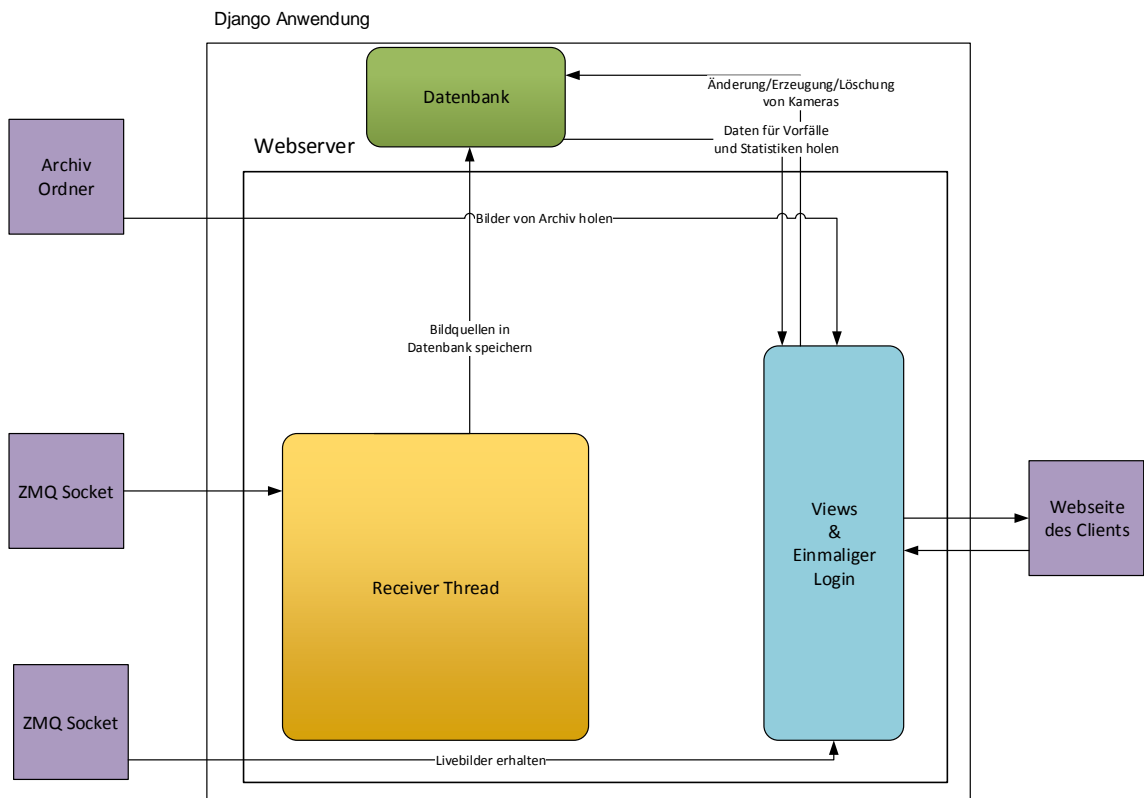 Django Anwendung
Datenbank
Änderung/Erzeugung/Löschung
von Kameras
Daten für Vorfälle
und Statistiken holen
Webserver
Archiv
Ordner
Bilder von Archiv holen
Bildquellen in
Datenbank speichern
ZMQ Socket
Receiver Thread
Views
&
Einmaliger
Login
Webseite
des Clients
ZMQ Socket
Livebilder erhalten